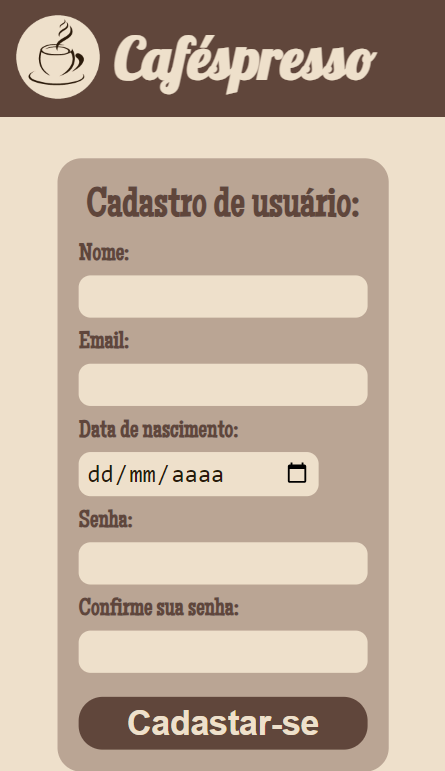 Caféspresso
Cadastro de usuário:
Nome:
Email:
Data de nascimento:
dd/mm/aaaa
Senha:
Confirme sua senha:
Cadastar-se